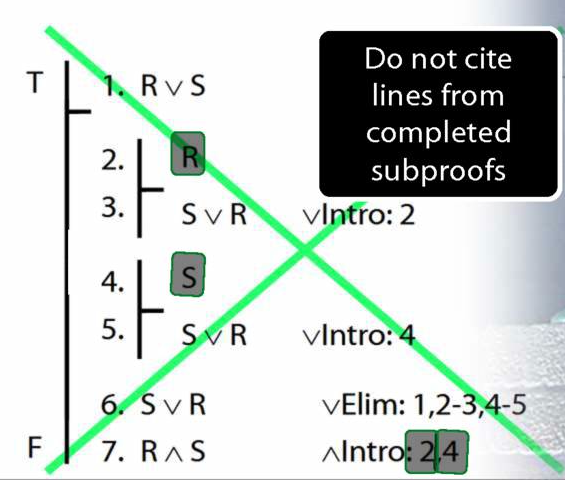 Do not cite
lines from
completed
subproofs
T 1. R ∨ S
2. R
3. S ∨ R ∨Intro: 2
4. S
5. S ∨ R ∨Intro: 4
6. S ∨ R ∨Elim: 1,2-3,4-5
F 7. R ∧ S ∧Intro: 2,4